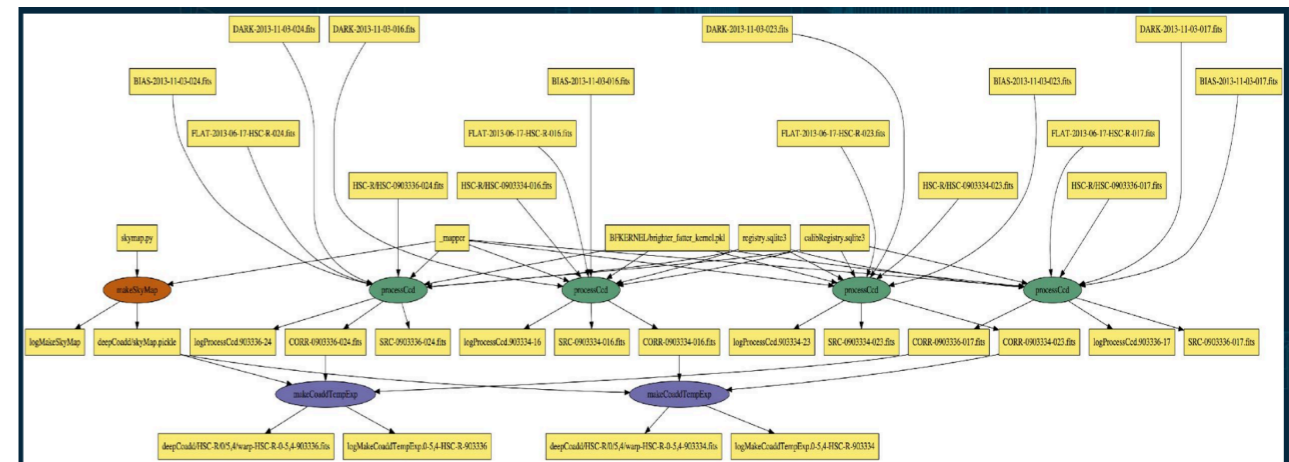 DARK-2013-11-03-024.fits
DARK-2013-11-03-016.fits
DARK-2013-11-03-023.fits
DARK-2013-11-03-017.fits
BIAS-2013-11-03-024.fits
BIAS-2013-11-03-016.fits
BIAS-2013-11-03-023.fits
BIAS-2013-11-03-017.fits
FLAT-2013-06-17-HSC-R-024.fits
FLAT-2013-06-17-HSC-R-016.fits
FLAT-2013-06-17-HSC-R-023.fits
FLAT-2013-06-17-HSC-R-017.fits
HSC-R/HSC-0903336-024.fits
HSC-R/HSC-0903334-016.fits
HSC-R/HSC-0903334-023.fits
HSC-R/HSC-0903336-017.fits
skymap.py
_mapper
BFKERNEL/brighter_fatter_kernel.pkl
registry.sqlite3
calibRegistry.sqlite3
makeSkyMap
processCcd
processCcd
processCcd
processCcd
logMakeSkyMap
deepCoadd/skyMap.pickle
logProcessCcd.903336-24
CORR-0903336-024.fits
SRC-0903336-024.fits
logProcessCcd.903334-16
SRC-0903334-016.fits
CORR-0903334-016.fits
logProcessCcd.903334-23
SRC-0903334-023.fits
CORR-0903336-017.fits
CORR-0903334-023.fits
logProcessCcd.903336-17
SRC-0903336-017.fits
makeCoaddTempExp
makeCoaddTempExp
deepCoadd/HSC-R/0/5,4/warp-HSC-R-0-5,4-903336.fits
logMakeCoaddTempExp.0-5,4-HSC-R-903336
deepCoadd/HSC-R/0/5,4/warp-HSC-R-0-5,4-903334.fits
logMakeCoaddTempExp.0-5,4-HSC-R-903334